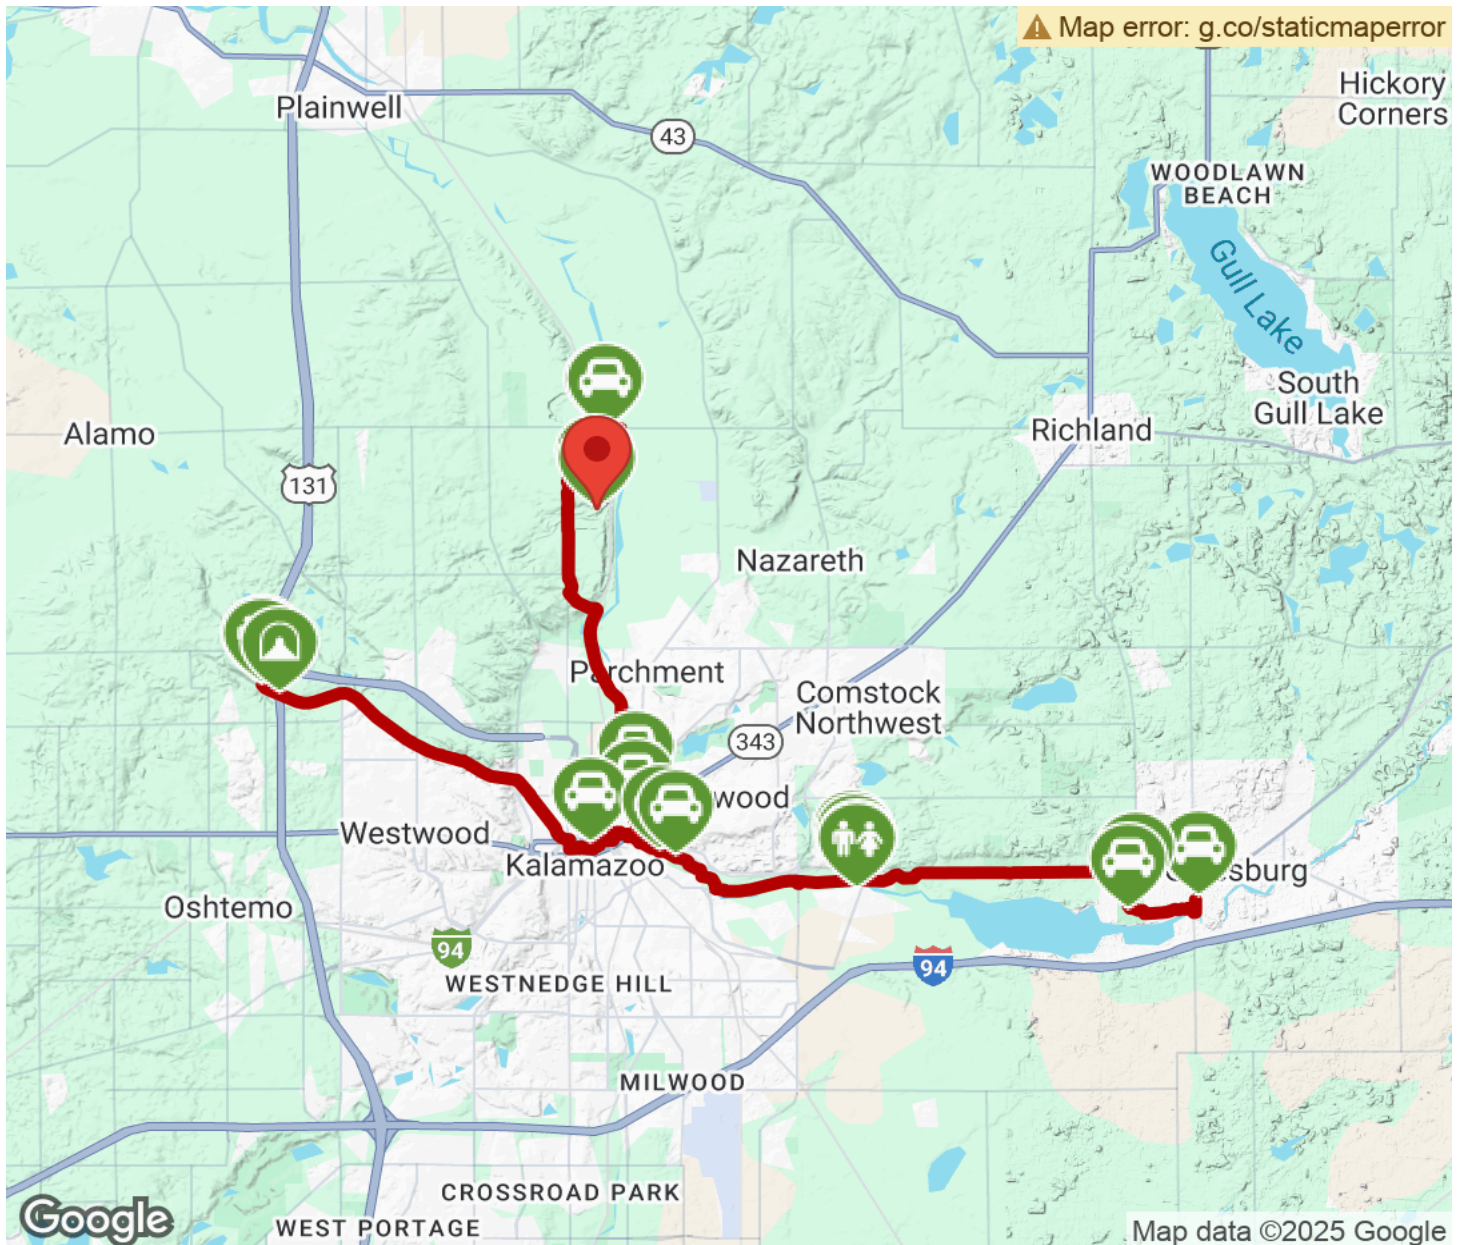 Map error: g.co/staticmaperror
Hickory
Corners
Plainwell
43
WOODLAWN
BEACH
Gull Lake
South
Gull Lake
Richland
Alamo
131
Nazareth
Parchment
Comstock
Northwest
343
wood
Westwood
Kalamazoo
sburg
Oshtemo
94
94
WESTNEDGE HILL
MILWOOD
CROSSROAD PARK
WEST PORTAGE
Google
Map data ©2025 Google